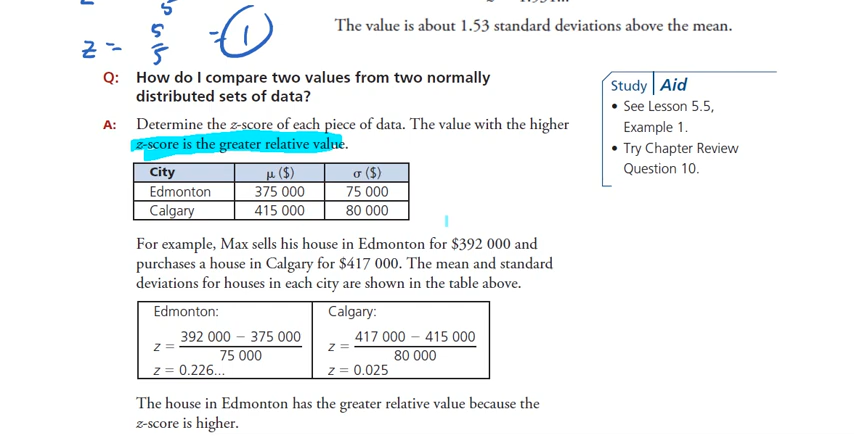 The value is about 1.53 standard deviations above the mean.
z = 5/5 = 1
Q: How do I compare two values from two normally
distributed sets of data?
A: Determine the z-score of each piece of data. The value with the higher
z-score is the greater relative value.
Study Aid
• See Lesson 5.5,
Example 1.
• Try Chapter Review
Question 10.
City μ ($) σ ($)
Edmonton 375 000 75 000
Calgary 415 000 80 000
For example, Max sells his house in Edmonton for $392 000 and
purchases a house in Calgary for $417 000. The mean and standard
deviations for houses in each city are shown in the table above.
Edmonton:
z = 392 000 − 375 000
75 000
z = 0.226...
Calgary:
z = 417 000 − 415 000
80 000
z = 0.025
The house in Edmonton has the greater relative value because the
z-score is higher.